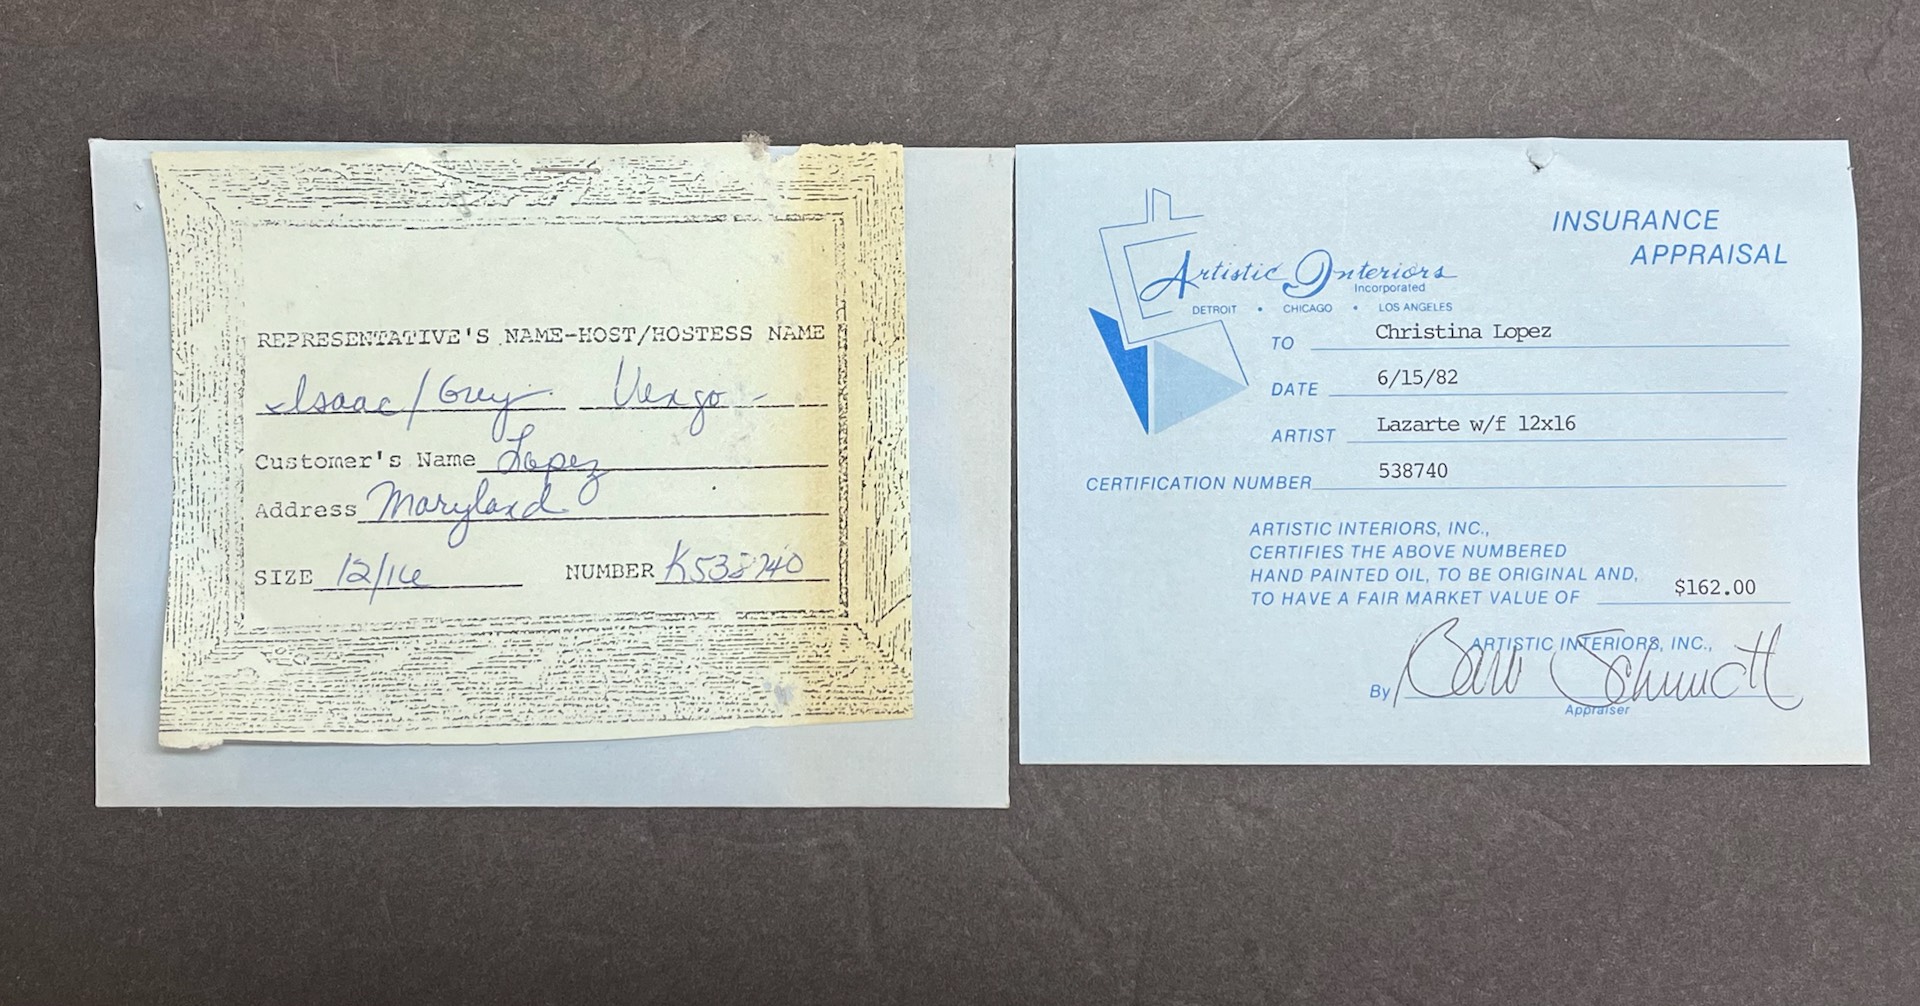 REPRESENTATIVE'S NAME-HOST/HOSTESS NAME
Isaac/Grey Vengo
Customer's Name Lopez
Address Maryland
SIZE 12/16 NUMBER K538740
INSURANCE
APPRAISAL
Artistic Interiors
Incorporated
DETROIT • CHICAGO • LOS ANGELES
TO Christina Lopez
DATE 6/15/82
ARTIST Lazarte w/f 12x16
CERTIFICATION NUMBER 538740
ARTISTIC INTERIORS, INC.,
CERTIFIES THE ABOVE NUMBERED
HAND PAINTED OIL, TO BE ORIGINAL AND,
TO HAVE A FAIR MARKET VALUE OF $162.00
ARTISTIC INTERIORS, INC.,
By Schmidt
Appraiser